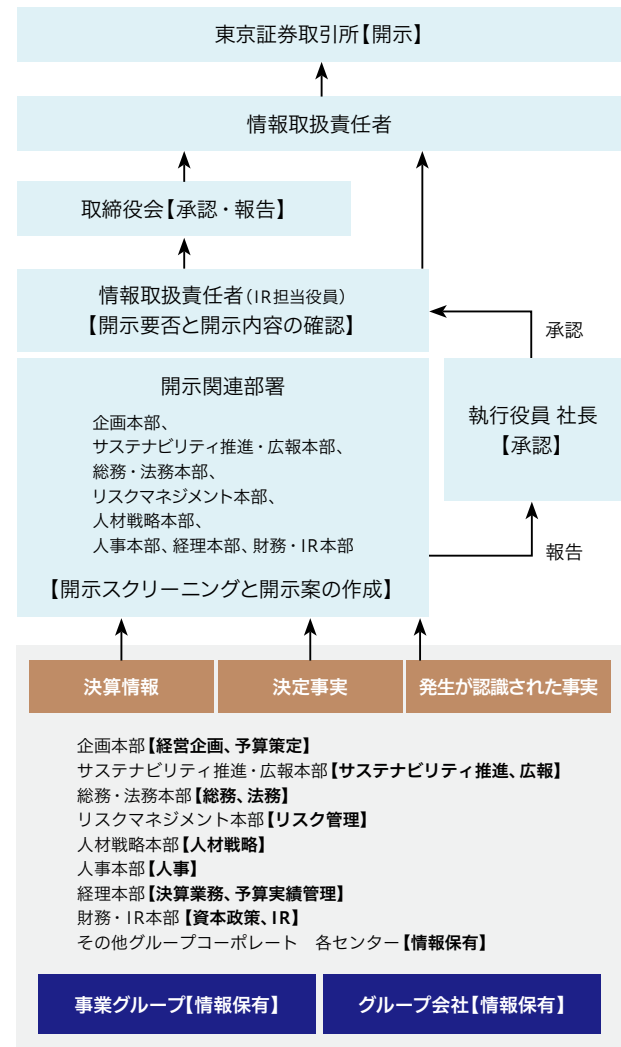 東京証券取引所【開示】
情報取扱責任者
取締役会【承認・報告】
情報取扱責任者（IR担当役員）
【開示要否と開示内容の確認】
承認
開示関連部署
企画本部、
サステナビリティ推進・広報本部、
総務・法務本部、
リスクマネジメント本部、
人材戦略本部、
人事本部、経理本部、財務・IR本部
【開示スクリーニングと開示案の作成】
執行役員 社長
【承認】
報告
決算情報
決定事実
発生が認識された事実
企画本部【経営企画、予算策定】
サステナビリティ推進・広報本部【サステナビリティ推進、広報】
総務・法務本部【総務、法務】
リスクマネジメント本部【リスク管理】
人材戦略本部【人材戦略】
人事本部【人事】
経理本部【決算業務、予算実績管理】
財務・IR本部【資本政策、IR】
その他グループコーポレート　各センター【情報保有】
事業グループ【情報保有】
グループ会社【情報保有】